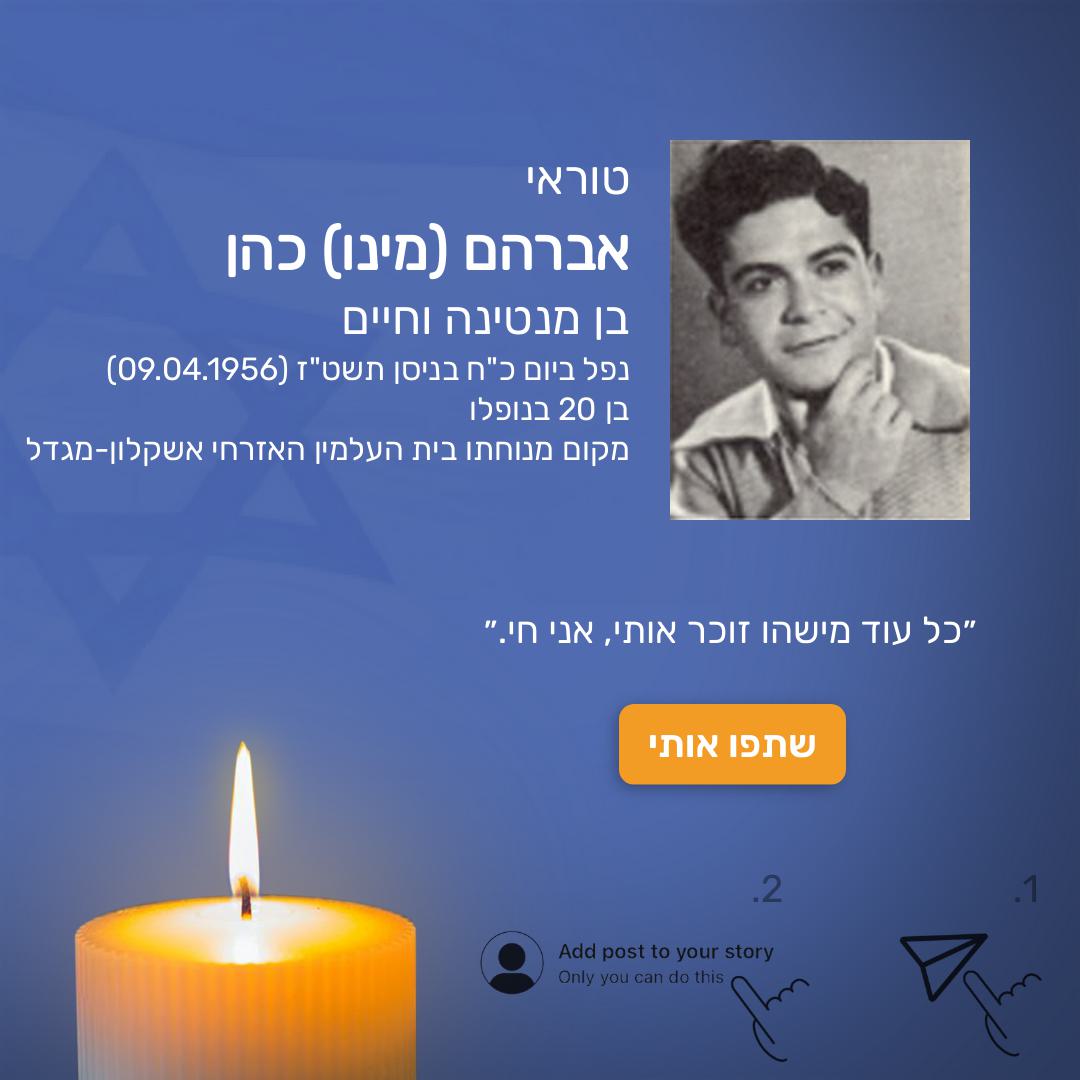 טוראי
אברהם (מינו) כהן
בן מנטינה וחיים
נפל ביום כ"ח בניסן תשט"ז (09.04.1956)
בן 20 בנופלו
מקום מנוחתו בית העלמין האזרחי אשקלון-מגדל
״כל עוד מישהו זוכר אותי, אני חי.״
שתפו אותי
1.
2.
Add post to your story
Only you can do this